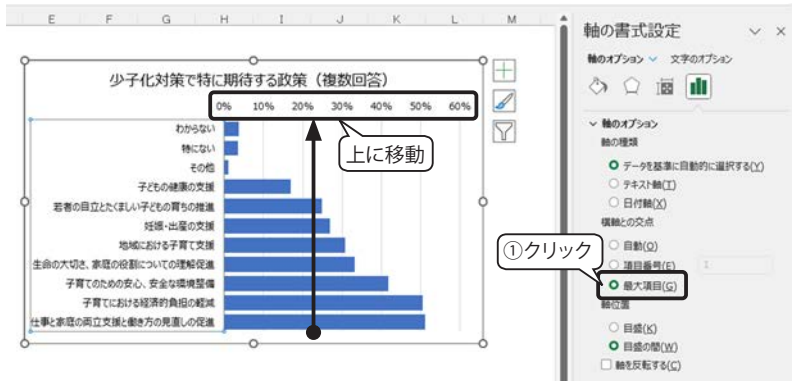 E F G H I J K L M
軸の書式設定
軸のオプション 文字のオプション
少子化対策で特に期待する政策（複数回答）
0% 10% 20% 30% 40% 50% 60%
わからない
特にない
その他
子どもの健康の支援
若者の自立とたくましい子どもの育ちの推進
妊娠・出産の支援
地域における子育て支援
生命の大切さ、家庭の役割についての理解促進
子育てのための安心、安全な環境整備
子育てにおける経済的負担の軽減
仕事と家庭の両立支援と働き方の見直しの促進
上に移動
軸のオプション
軸の種類
データを基準に自動的に選択する(Y)
テキスト軸(T)
日付軸(X)
横軸との交点
自動(O)
項目番号(E) 1
最大項目(G)
①クリック
軸位置
目盛(K)
目盛の間(W)
軸を反転する(C)